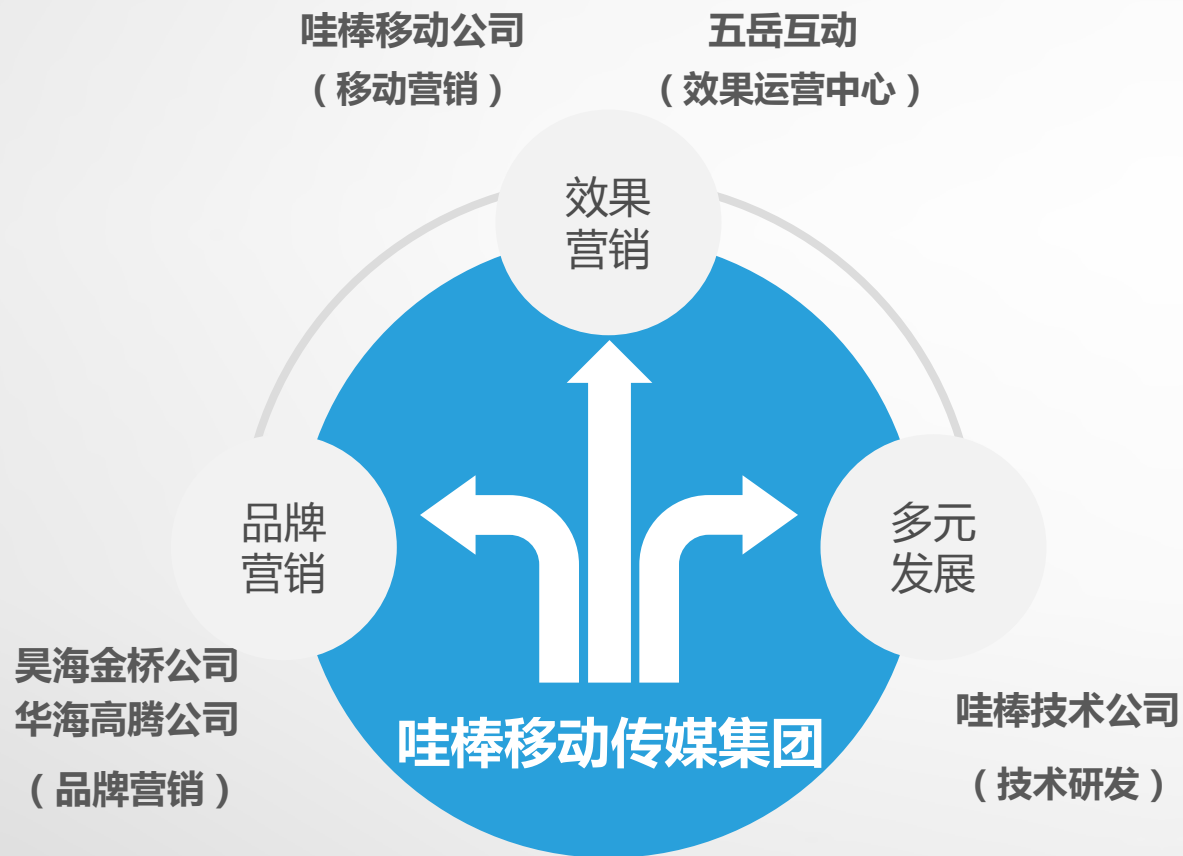 哇棒移动公司
（移动营销）
五岳互动
（效果运营中心）
效果
营销
品牌
营销
多元
发展
昊海金桥公司
华海高腾公司
（品牌营销）
哇棒移动传媒集团
哇棒技术公司
（技术研发）